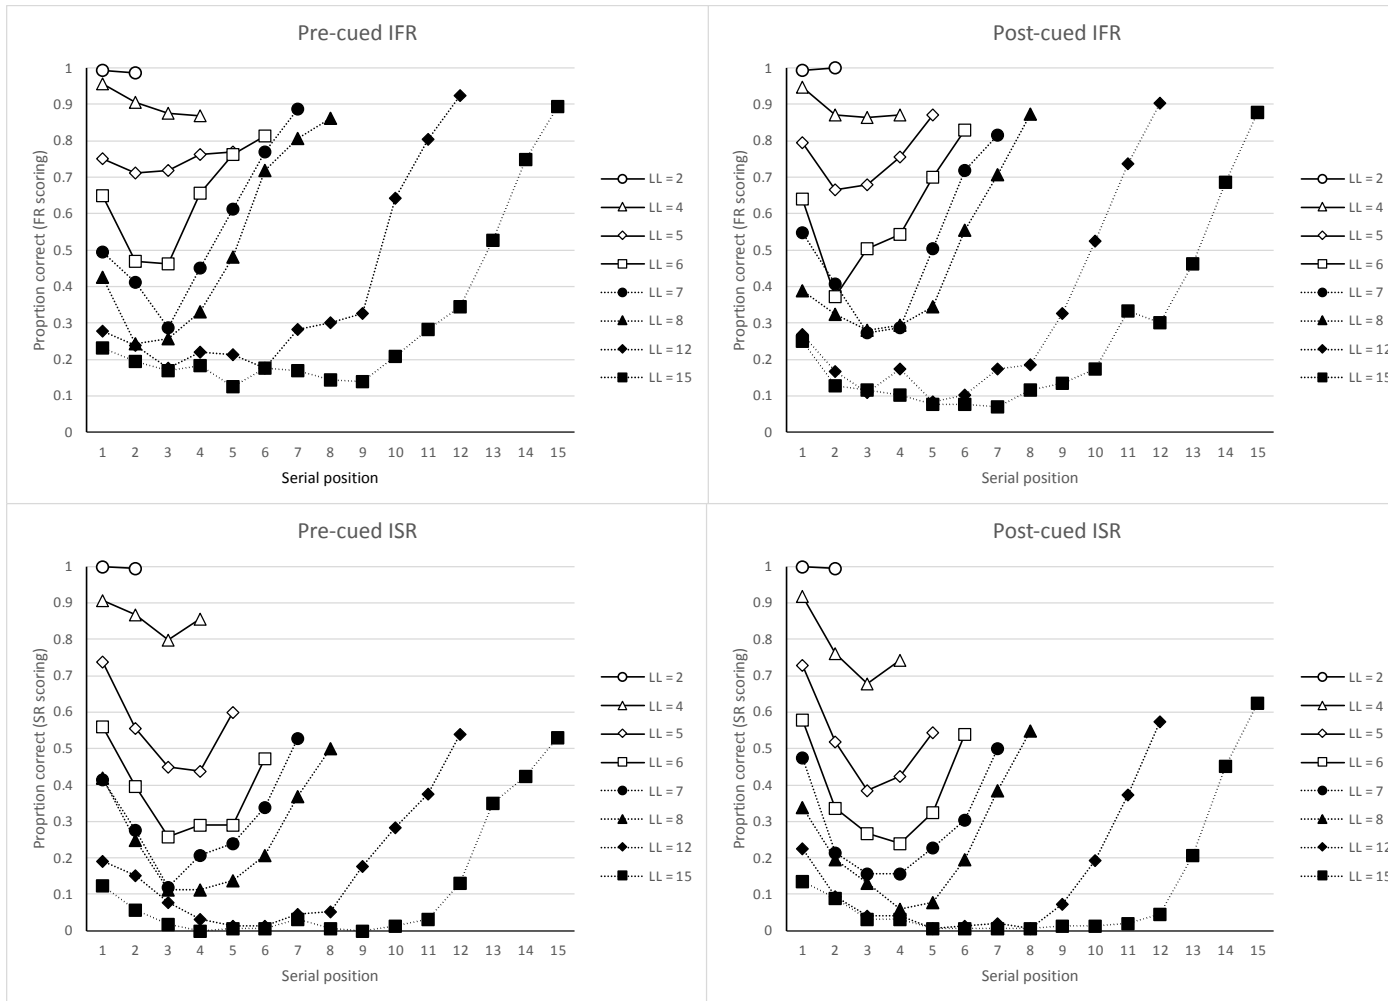 Pre-cued IFR
Proprtion correct (FR scoring)
1
0.9
0.8
0.7
0.6
0.5
0.4
0.3
0.2
0.1
0
1 2 3 4 5 6 7 8 9 10 11 12 13 14 15
Serial position
LL = 2
LL = 4
LL = 5
LL = 6
LL = 7
LL = 8
LL = 12
LL = 15
Post-cued IFR
Proprtion correct (FR scoring)
1
0.9
0.8
0.7
0.6
0.5
0.4
0.3
0.2
0.1
0
1 2 3 4 5 6 7 8 9 10 11 12 13 14 15
Serial position
LL = 2
LL = 4
LL = 5
LL = 6
LL = 7
LL = 8
LL = 12
LL = 15
Pre-cued ISR
Proprtion correct (SR scoring)
1
0.9
0.8
0.7
0.6
0.5
0.4
0.3
0.2
0.1
0
1 2 3 4 5 6 7 8 9 10 11 12 13 14 15
Serial position
LL = 2
LL = 4
LL = 5
LL = 6
LL = 7
LL = 8
LL = 12
LL = 15
Post-cued ISR
Proprtion correct (SR scoring)
1
0.9
0.8
0.7
0.6
0.5
0.4
0.3
0.2
0.1
0
1 2 3 4 5 6 7 8 9 10 11 12 13 14 15
Serial position
LL = 2
LL = 4
LL = 5
LL = 6
LL = 7
LL = 8
LL = 12
LL = 15